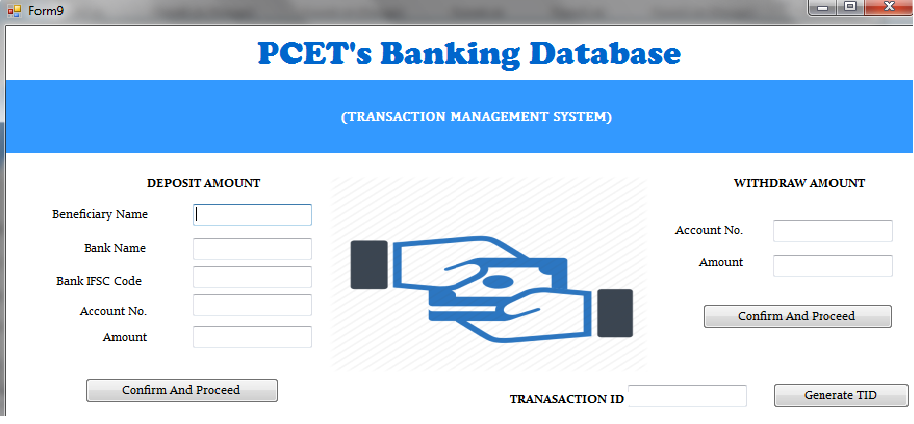 Form9
PCET's Banking Database
(TRANSACTION MANAGEMENT SYSTEM)
DEPOSIT AMOUNT
Beneficiary Name
Bank Name
Bank IFSC Code
Account No.
Amount
Confirm And Proceed
WITHDRAW AMOUNT
Account No.
Amount
Confirm And Proceed
TRANASACTION ID
Generate TID